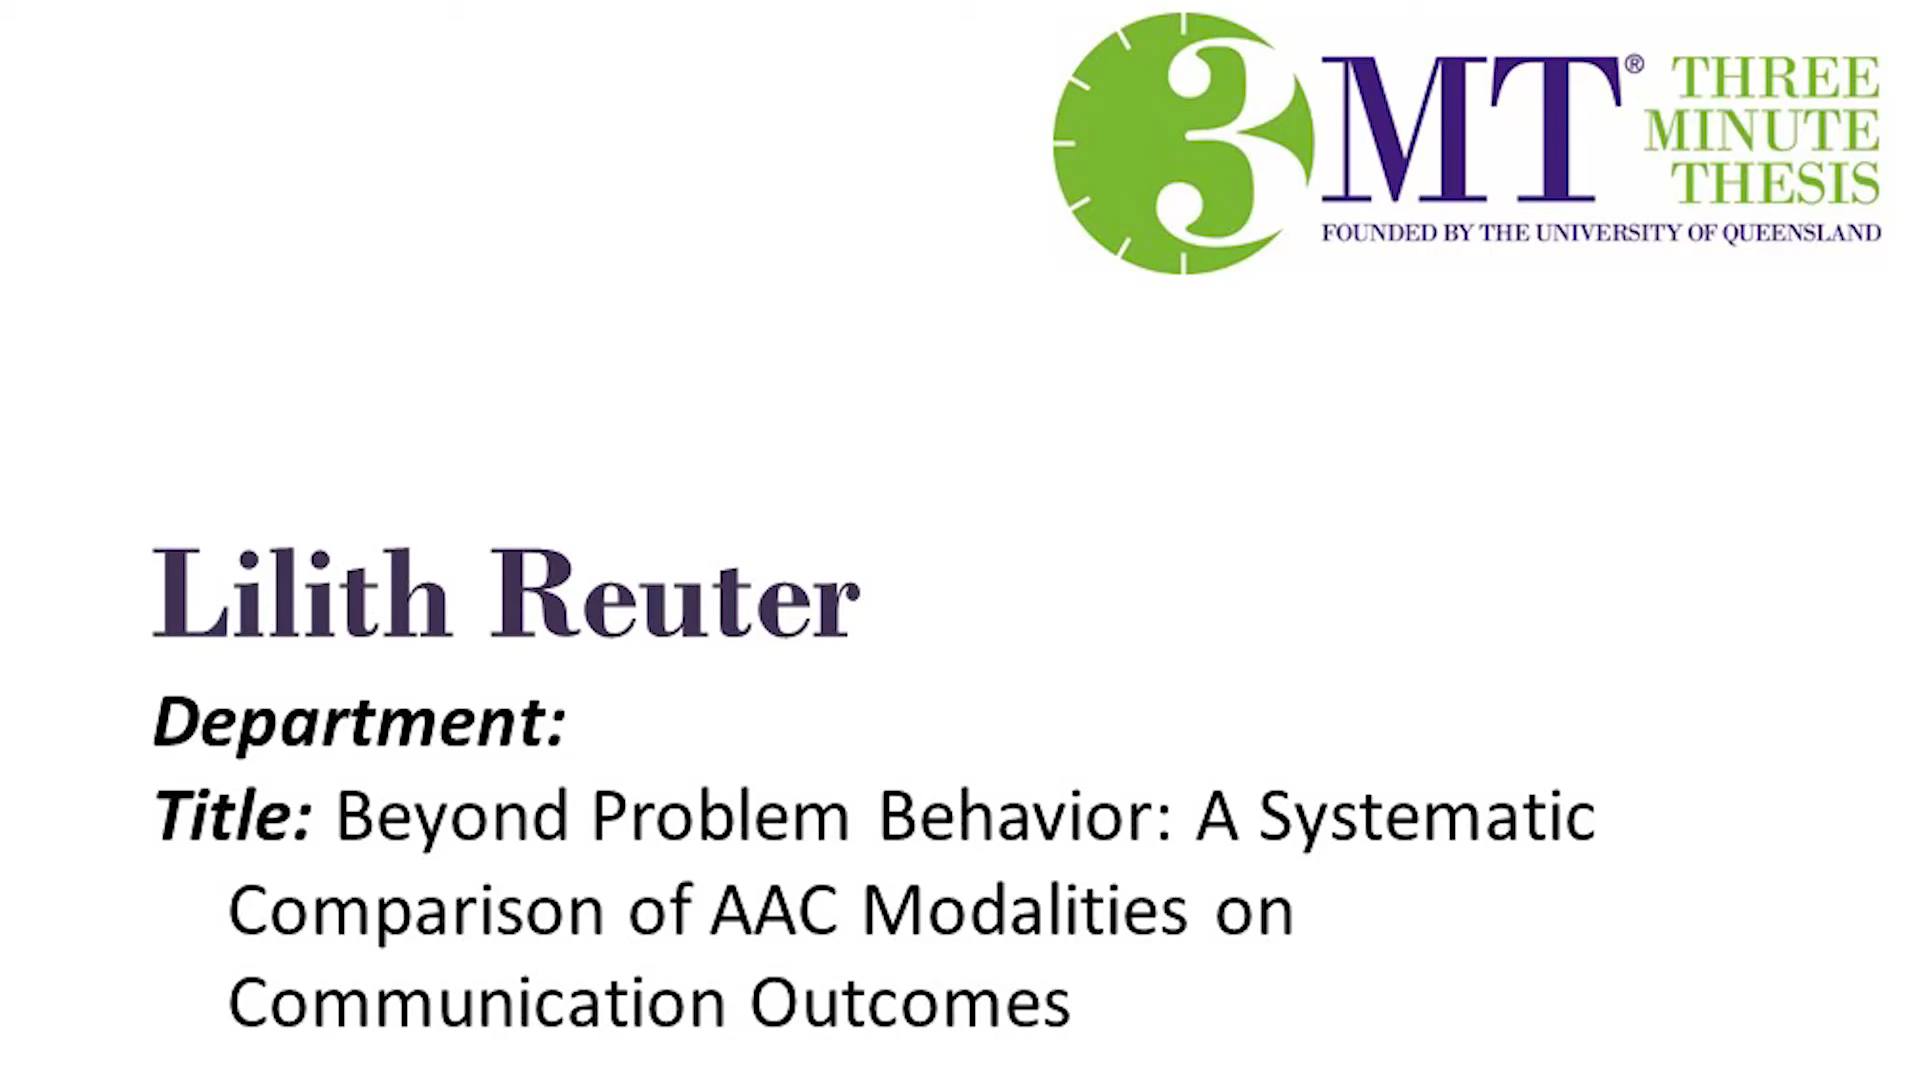 3MT® THREE
MINUTE
THESIS
FOUNDED BY THE UNIVERSITY OF QUEENSLAND
Lilith Reuter
Department:
Title: Beyond Problem Behavior: A Systematic
Comparison of AAC Modalities on
Communication Outcomes